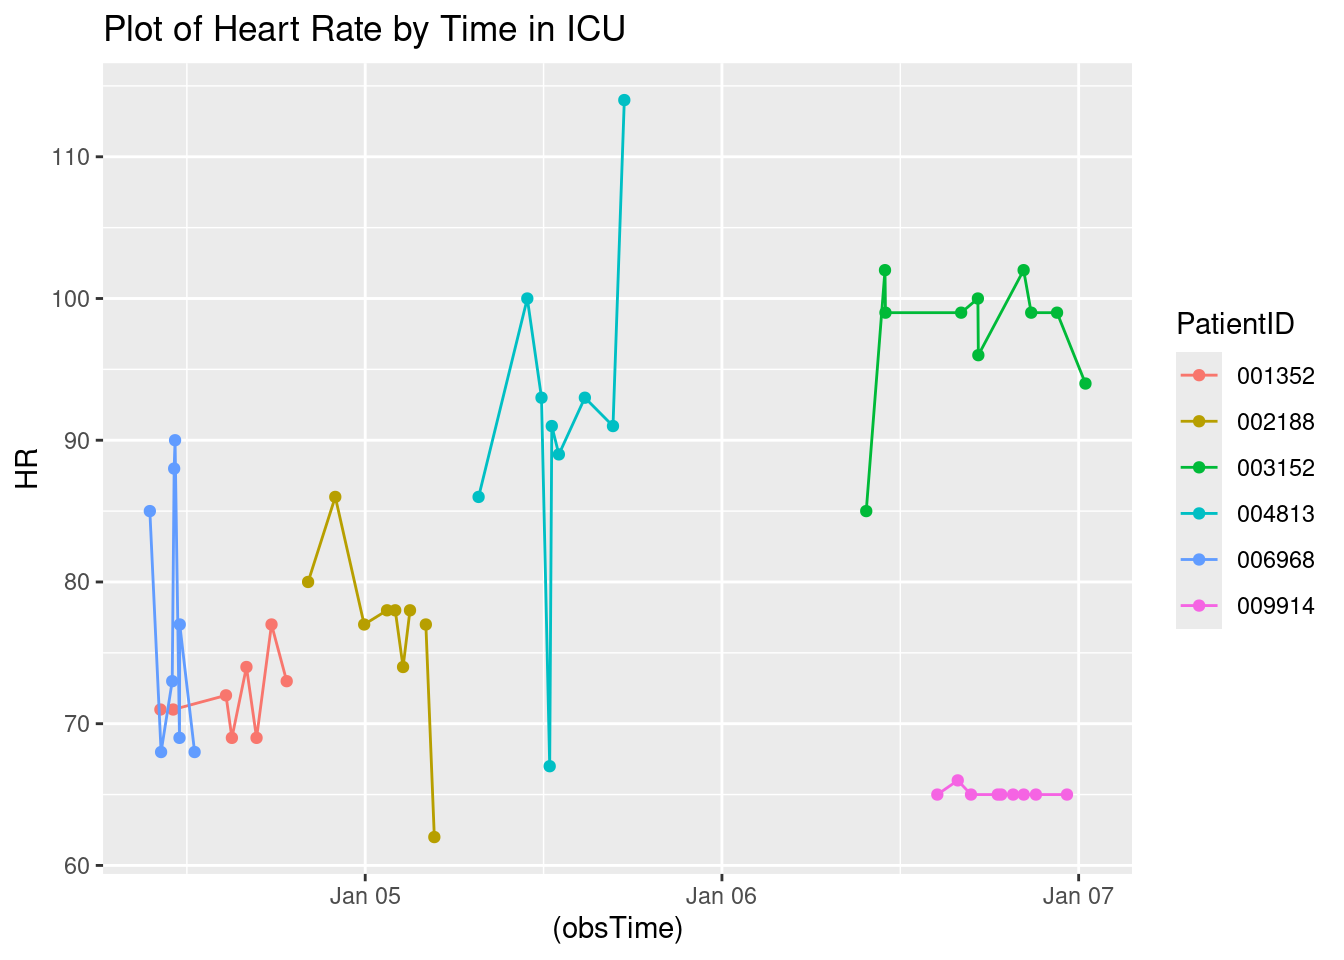 Plot of Heart Rate by Time in ICU
HR
110
100
90
80
70
60
Jan 05
Jan 06
Jan 07
(obsTime)
PatientID
001352
002188
003152
004813
006968
009914